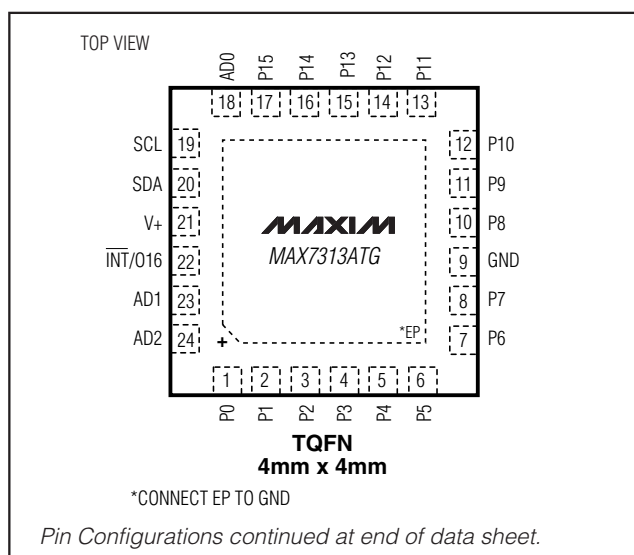 TOP VIEW
AD0 P15 P14 P13 P12 P11
18 17 16 15 14 13
SCL 19
SDA 20
V+ 21
INT/O16 22
AD1 23
AD2 24
12 P10
11 P9
10 P8
9 GND
8 P7
7 P6
MAXIM
MAX7313ATG
*EP
+
1 2 3 4 5 6
P0 P1 P2 P3 P4 P5
TQFN
4mm x 4mm
*CONNECT EP TO GND
Pin Configurations continued at end of data sheet.